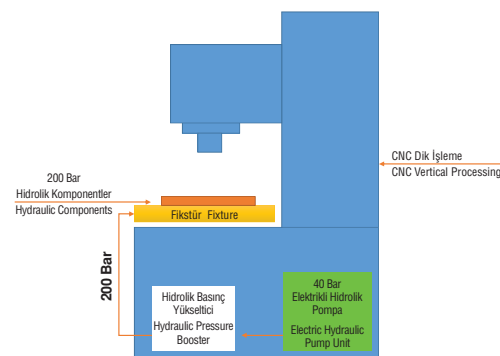 CNC Dik İşleme
CNC Vertical Processing
200 Bar
Hidrolik Komponentler
Hydraulic Components
Fikstür Fixture
200 Bar
Hidrolik Basınç
Yükseltici
Hydraulic Pressure
Booster
40 Bar
Elektrikli Hidrolik
Pompa
Electric Hydraulic
Pump Unit